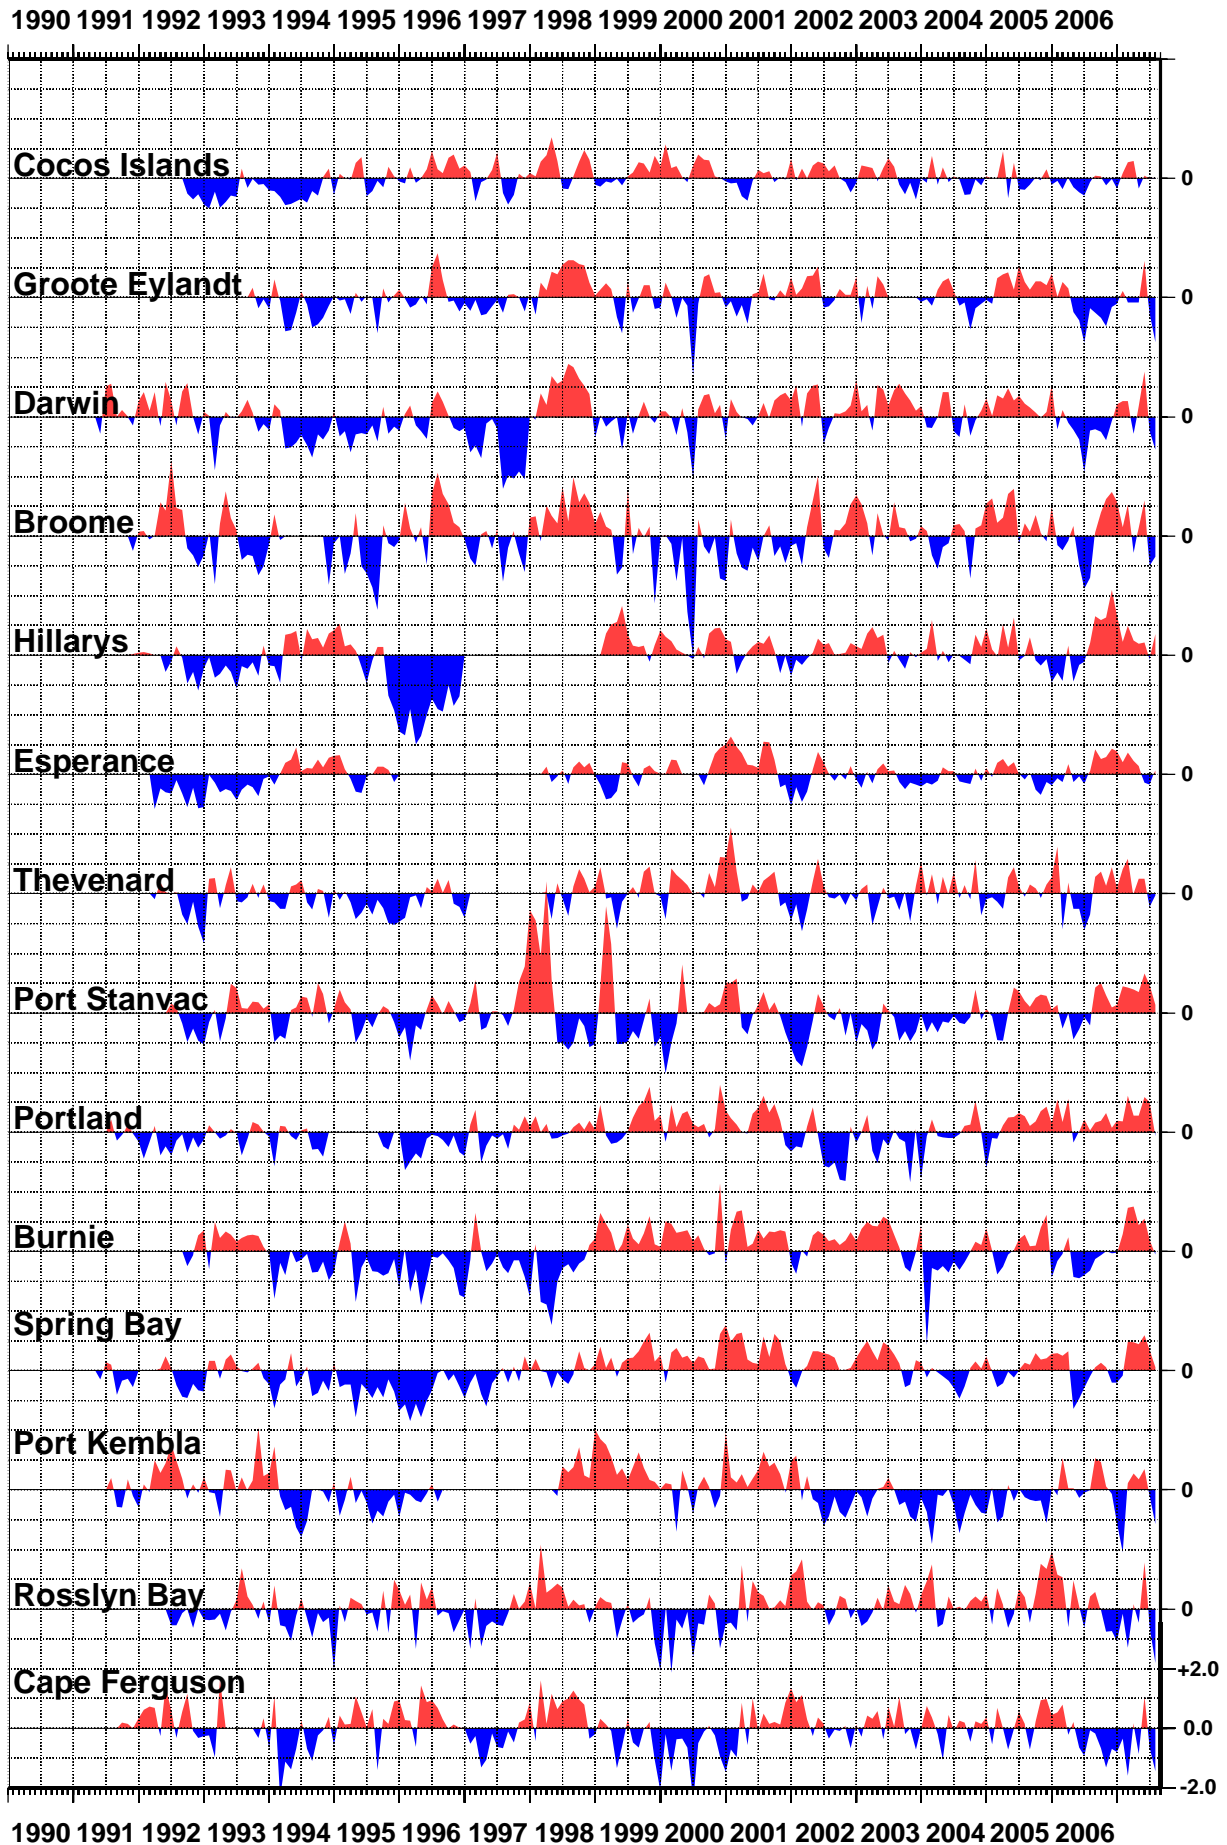 1990 1991 1992 1993 1994 1995 1996 1997 1998 1999 2000 2001 2002 2003 2004 2005 2006
Cocos Islands 0
Groote Eylandt 0
Darwin 0
Broome 0
Hillarys 0
Esperance 0
Thevenard 0
Port Stanvac 0
Portland 0
Burnie 0
Spring Bay 0
Port Kembla 0
Rosslyn Bay 0
+2.0
Cape Ferguson 0.0
-2.0
1990 1991 1992 1993 1994 1995 1996 1997 1998 1999 2000 2001 2002 2003 2004 2005 2006